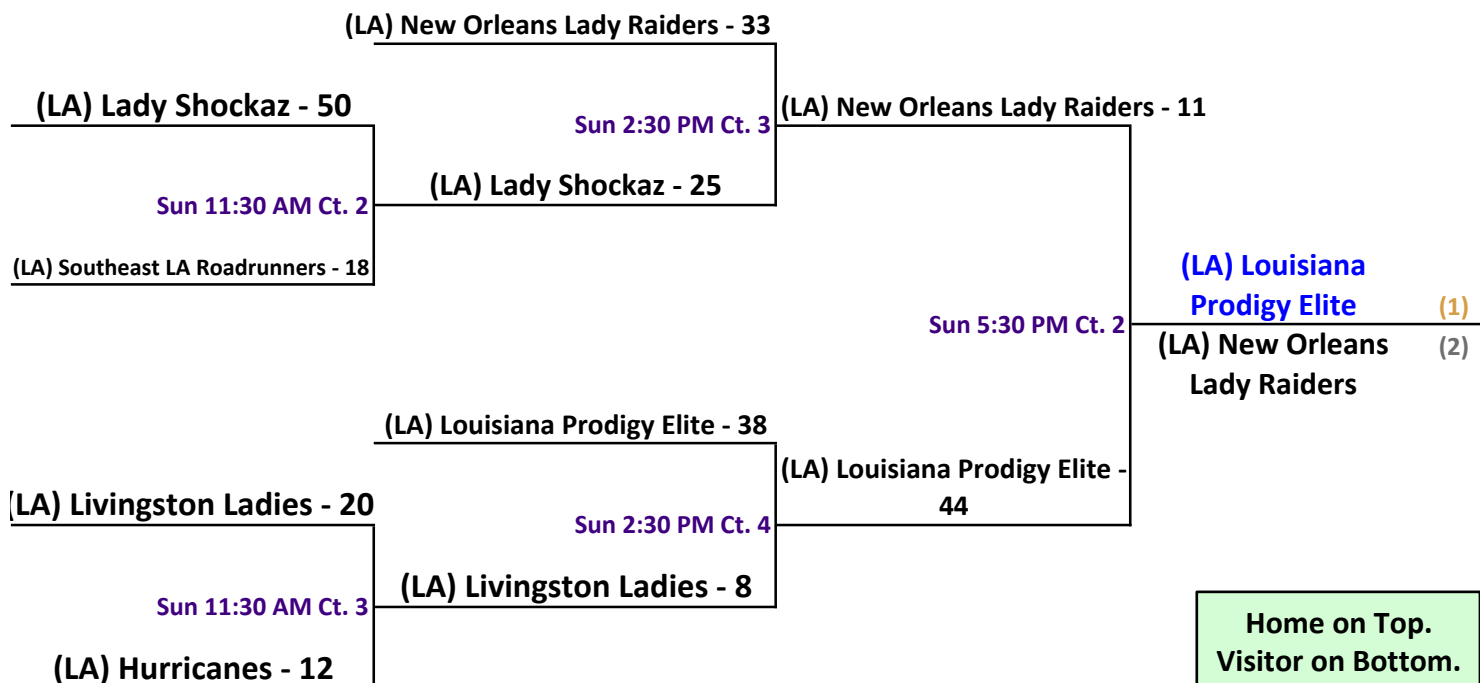 (LA) New Orleans Lady Raiders - 33
(LA) Lady Shockaz - 50
Sun 2:30 PM Ct. 3
(LA) New Orleans Lady Raiders - 11
(LA) Lady Shockaz - 25
Sun 11:30 AM Ct. 2
(LA) Southeast LA Roadrunners - 18
(LA) Louisiana
Prodigy Elite (1)
Sun 5:30 PM Ct. 2
(LA) New Orleans (2)
Lady Raiders
(LA) Louisiana Prodigy Elite - 38
(LA) Louisiana Prodigy Elite -
44
(LA) Livingston Ladies - 20
Sun 2:30 PM Ct. 4
(LA) Livingston Ladies - 8
Sun 11:30 AM Ct. 3
(LA) Hurricanes - 12
Home on Top.
Visitor on Bottom.